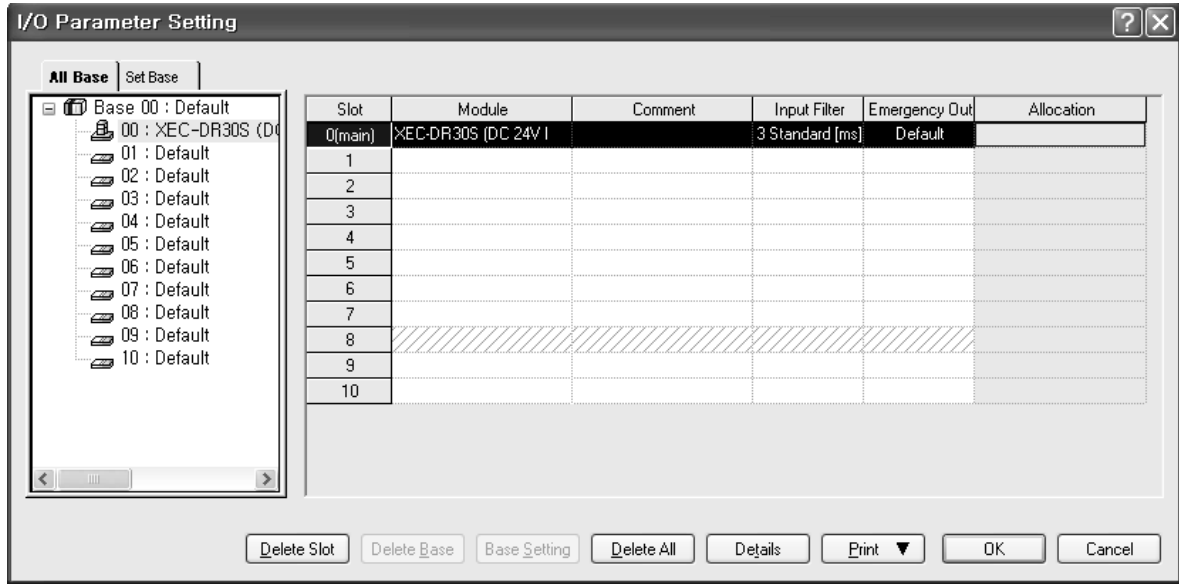 I/O Parameter Setting
All Base Set Base
Base 00 : Default
00 : XEC-DR30S (D
01 : Default
02 : Default
03 : Default
04 : Default
05 : Default
06 : Default
07 : Default
08 : Default
09 : Default
10 : Default
Slot Module Comment Input Filter Emergency Out Allocation
0(main) XEC-DR30S (DC 24V I 3 Standard [ms] Default
1
2
3
4
5
6
7
8
9
10
Delete Slot Delete Base Base Setting Delete All Details Print ▼ OK Cancel